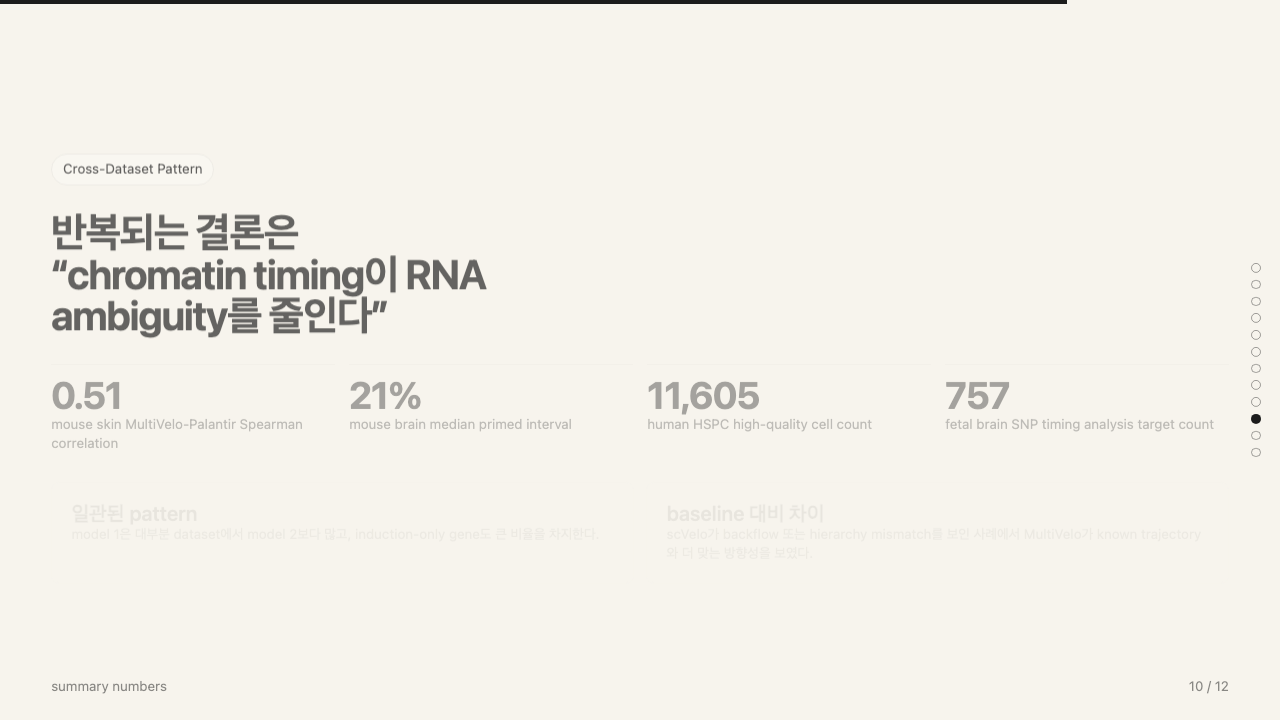 Cross-Dataset Pattern
반복되는 결론은
“chromatin timing이 RNA
ambiguity를 줄인다”
0.51
mouse skin MultiVelo-Palantir Spearman
correlation
21%
mouse brain median primed interval
11,605
human HSPC high-quality cell count
757
fetal brain SNP timing analysis target count
일관된 pattern
model 1은 대부분 dataset에서 model 2보다 많고, induction-only gene도 큰 비율을 차지한다.
baseline 대비 차이
scVelo가 backflow 또는 hierarchy mismatch를 보인 사례에서 MultiVelo가 known trajectory
와 더 맞는 방향성을 보였다.
summary numbers
10 / 12